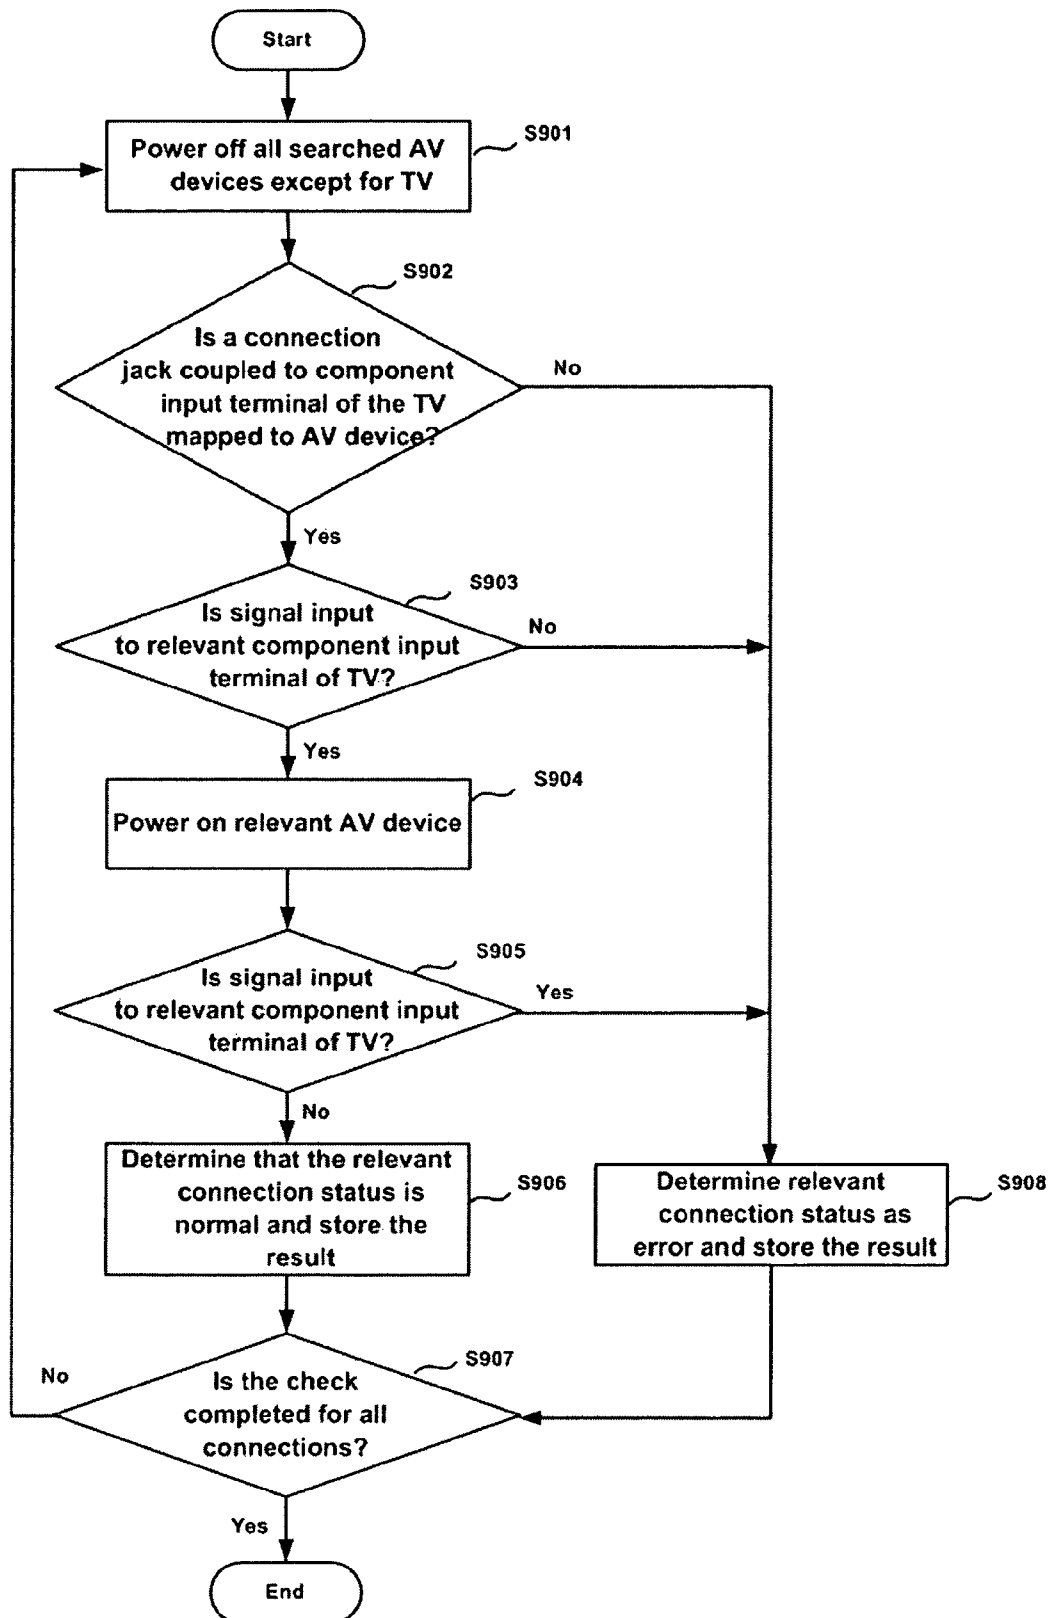 Start
Power off all searched AV
devices except for TV
S901
S902
Is a connection
jack coupled to component
input terminal of the TV
mapped to AV device?
No
Yes
S903
Is signal input
to relevant component input
terminal of TV?
No
Yes
S904
Power on relevant AV device
S905
Is signal input
to relevant component input
terminal of TV?
Yes
No
Determine that the relevant
connection status is
normal and store the
result
S906
Determine relevant
connection status as
error and store the result
S908
S907
Is the check
completed for all
connections?
No
Yes
End